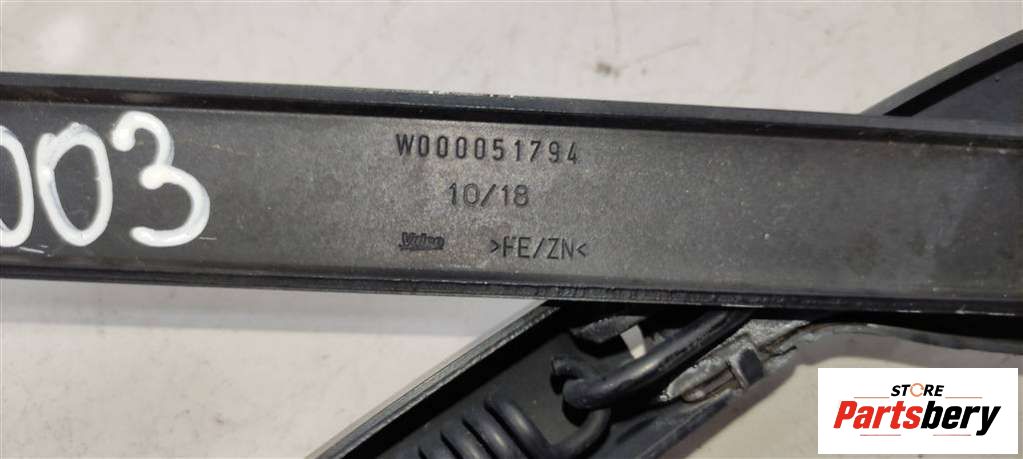 003
W000051794
10/18
Valeo
>FE/ZN<
STORE
Partsbery